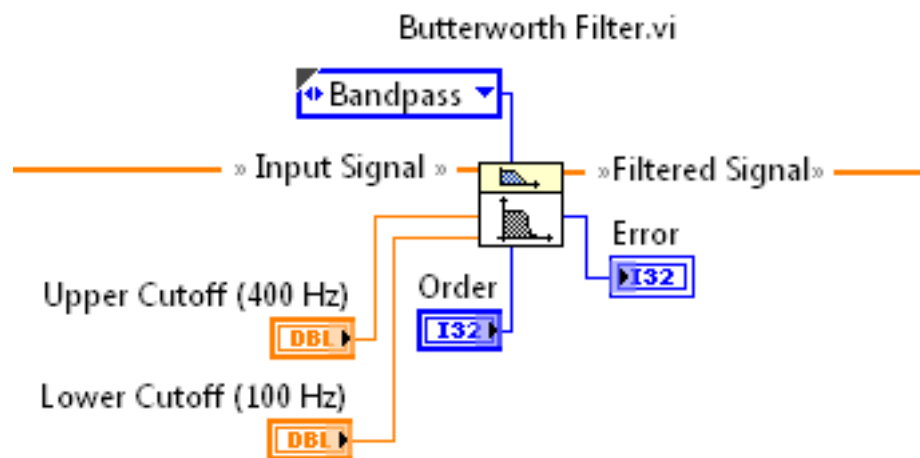 Butterworth Filter.vi
Bandpass
» Input Signal »
»Filtered Signal»
Error
I32
Upper Cutoff (400 Hz)
DBL
Order
I32
Lower Cutoff (100 Hz)
DBL